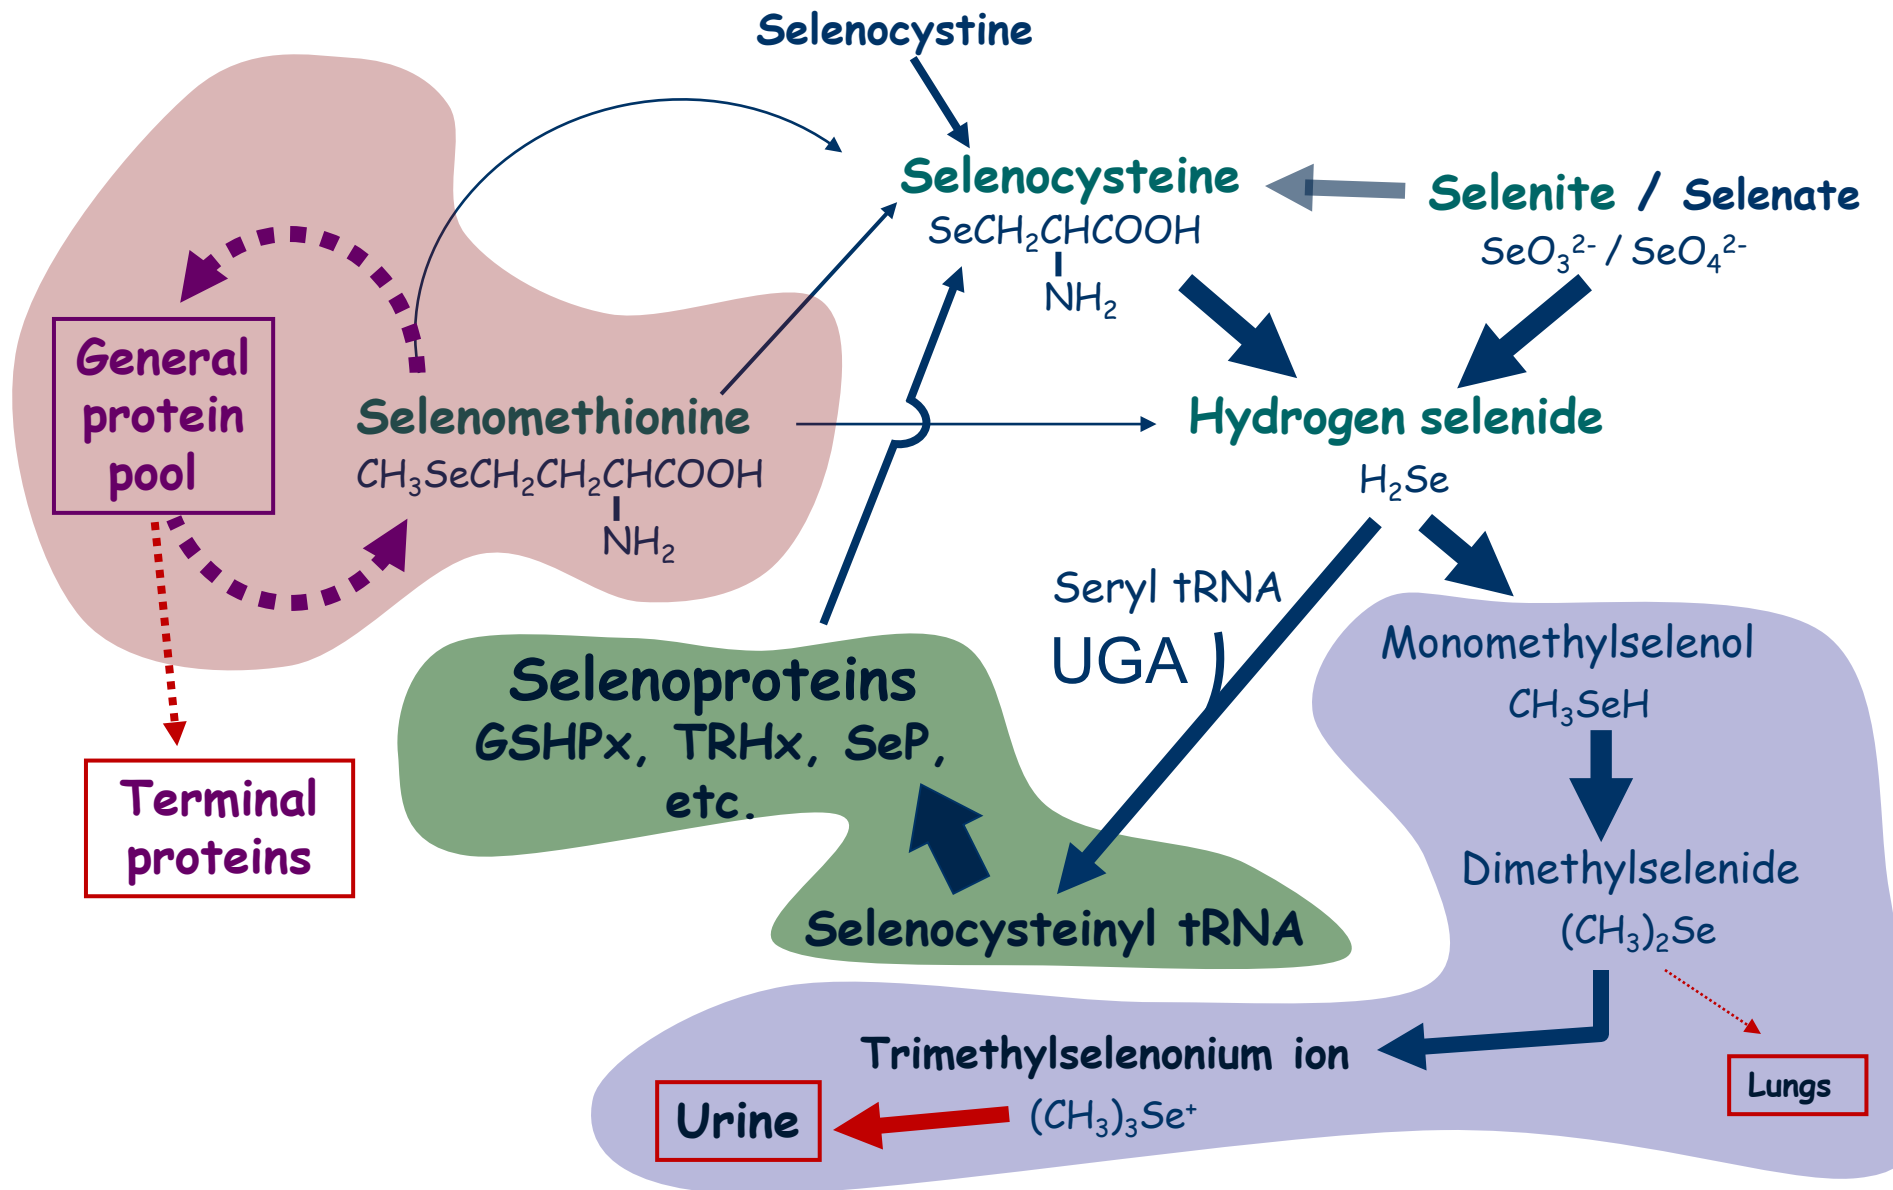 Selenocystine
Selenocysteine
SeCH₂CHCOOH
NH₂
Selenite / Selenate
SeO₃²⁻ / SeO₄²⁻
General
protein
pool
Selenomethionine
CH₃SeCH₂CH₂CHCOOH
NH₂
Hydrogen selenide
H₂Se
Seryl tRNA
UGA
Monomethylselenol
CH₃SeH
Selenoproteins
GSHPx, TRHx, SeP,
etc.
Terminal
proteins
Dimethylselenide
(CH₃)₂Se
Selenocysteinyl tRNA
Trimethylselenonium ion
(CH₃)₃Se⁺
Urine
Lungs